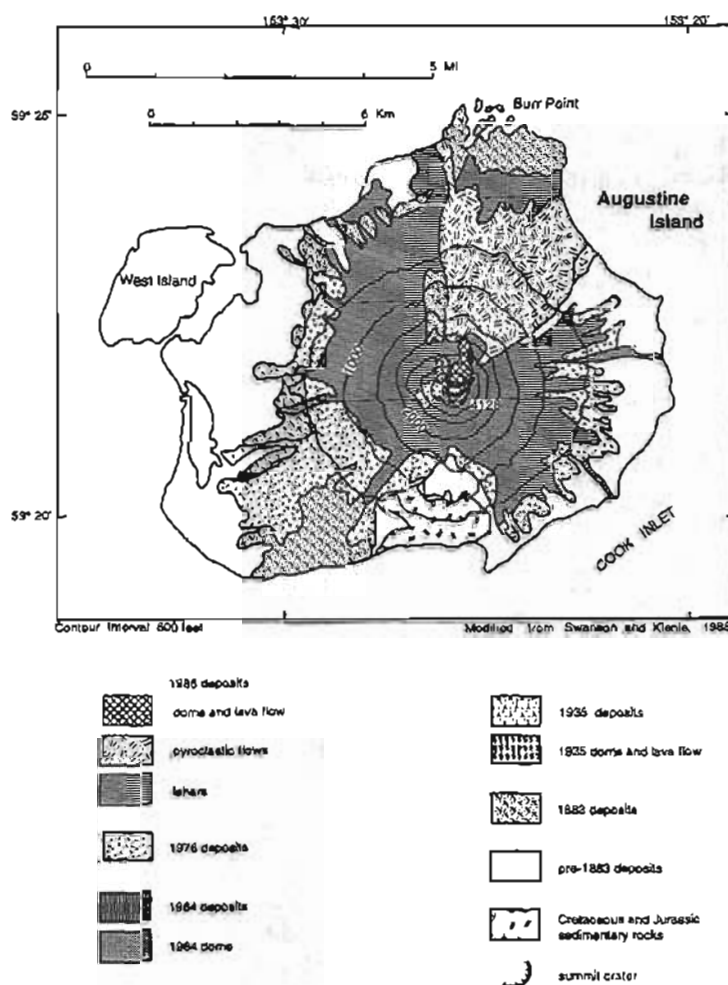 153° 30'
153° 20'
0 5 MI
0 6 Km
59° 25'
Burr Point
Augustine
Island
West Island
1000
4126
59° 20'
COOK INLET
Contour Interval 800 feet
Modified from Swanson and Kienle, 1988
1986 deposits
dome and lava flow
pyroclastic flows
lahars
1976 deposits
1964 deposits
1964 dome
1935 deposits
1935 dome and lava flow
1883 deposits
pre-1883 deposits
Cretaceous and Jurassic
sedimentary rocks
summit crater